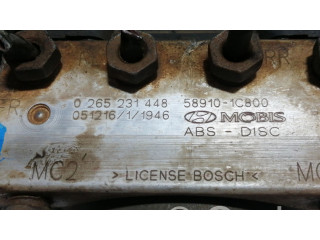 0 265 231 448 58910-1C800
051216/1/1946 MOBIS
ABS - DISC
MC2
> LICENSE BOSCH <